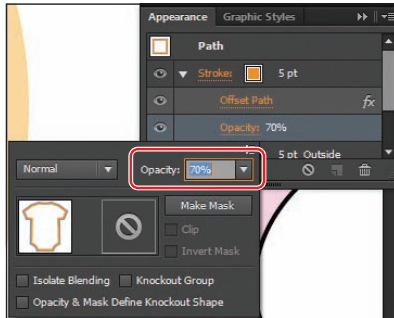 Appearance Graphic Styles
Path
Stroke: 5 pt
Offset Path fx
Opacity: 70%
5 pt Outside
Normal Opacity: 70%
Make Mask
Clip
Invert Mask
Isolate Blending Knockout Group
Opacity & Mask Define Knockout Shape